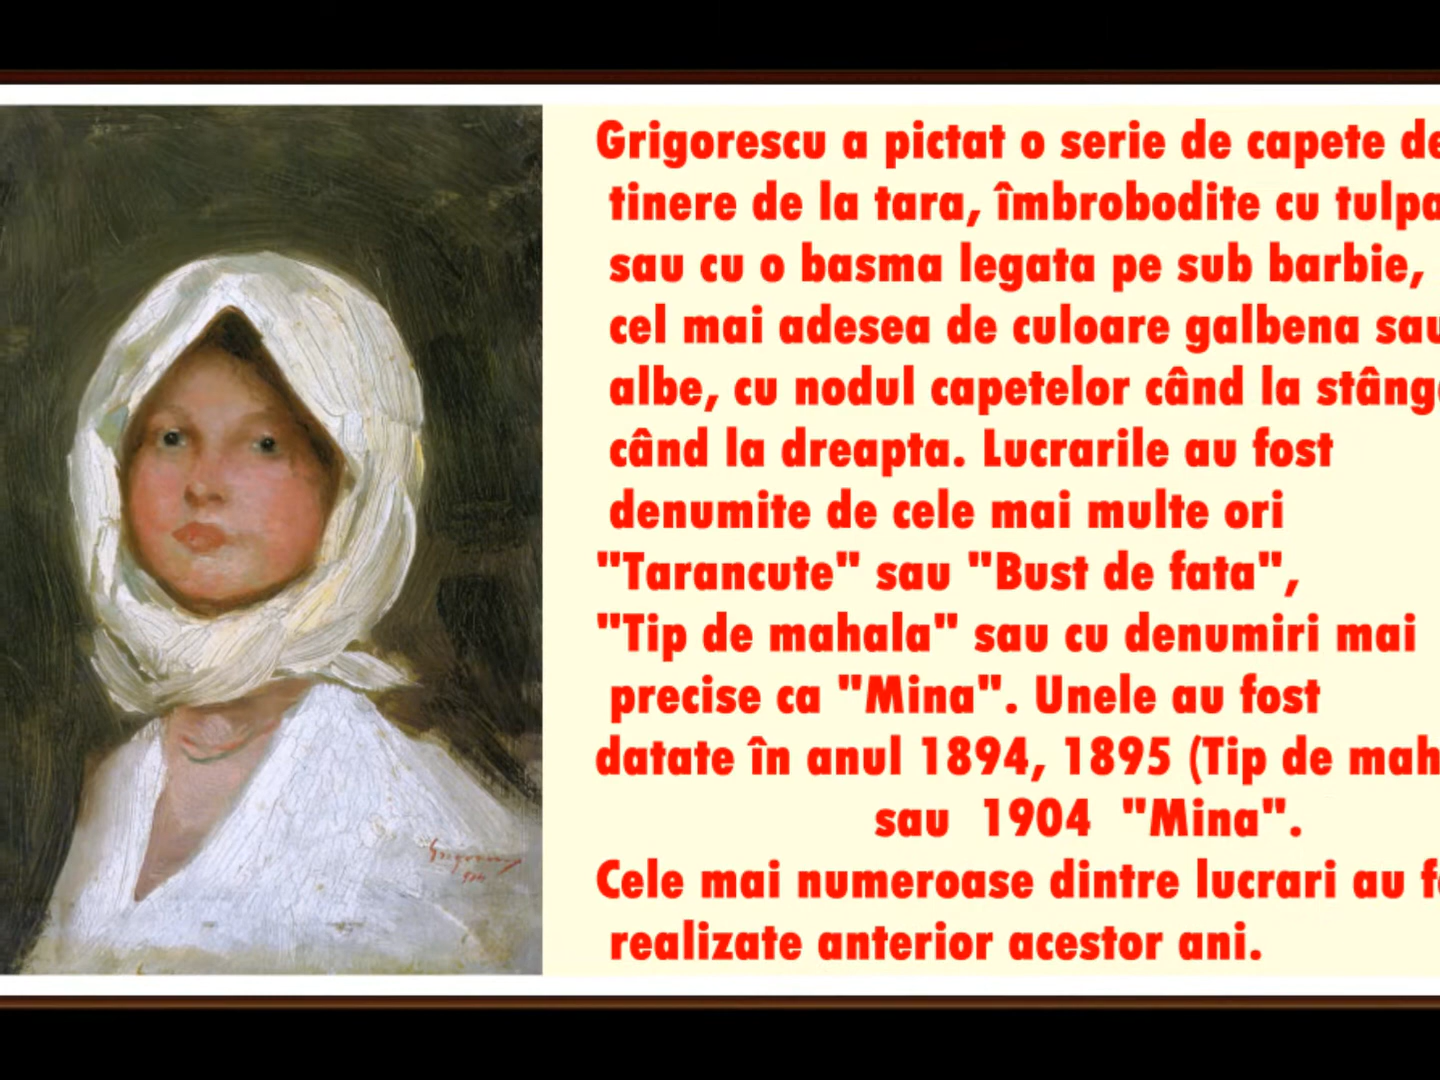 Grigorescu a pictat o serie de capete de
tinere de la tara, îmbrobodite cu
sau cu o basma legata pe sub barbie,
cel mai adesea de culoare galbena sau
albe, cu nodul capetelor când la
când la dreapta. Lucrarile au fost
denumite de cele mai multe ori
"Tarancute" sau "Bust de fata",
"Tip de mahala" sau cu denumiri mai
precise ca "Mina". Unele au fost
datate în anul 1894, 1895 (Tip de
sau 1904 "Mina".
Cele mai numeroase dintre lucrari au
realizate anterior acestor ani.
Grigorescu